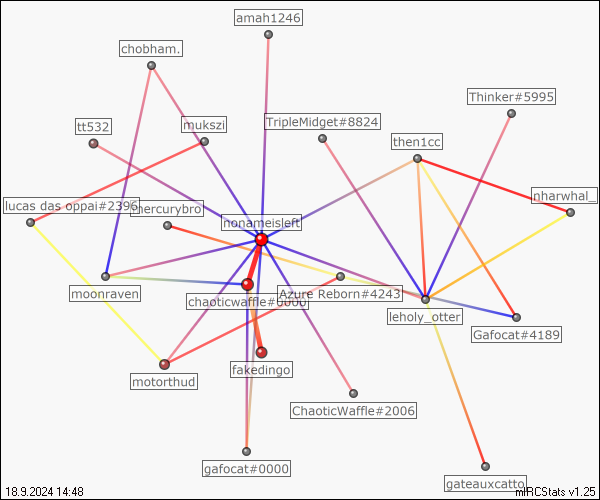 amah1246
chobham.
Thinker#5995
tt532
mukszi
TripleMidget#8824
then1cc
nharwhal_
lucas das oppai#2396
mercurybro
nonameisleft
moonraven
chaoticwaffle#0000
Azure Reborn#4243
leholy_otter
Gafocat#4189
motorthud
fakedingo
ChaoticWaffle#2006
gafocat#0000
gateauxcatto
18.9.2024 14:48
mIRCStats v1.25